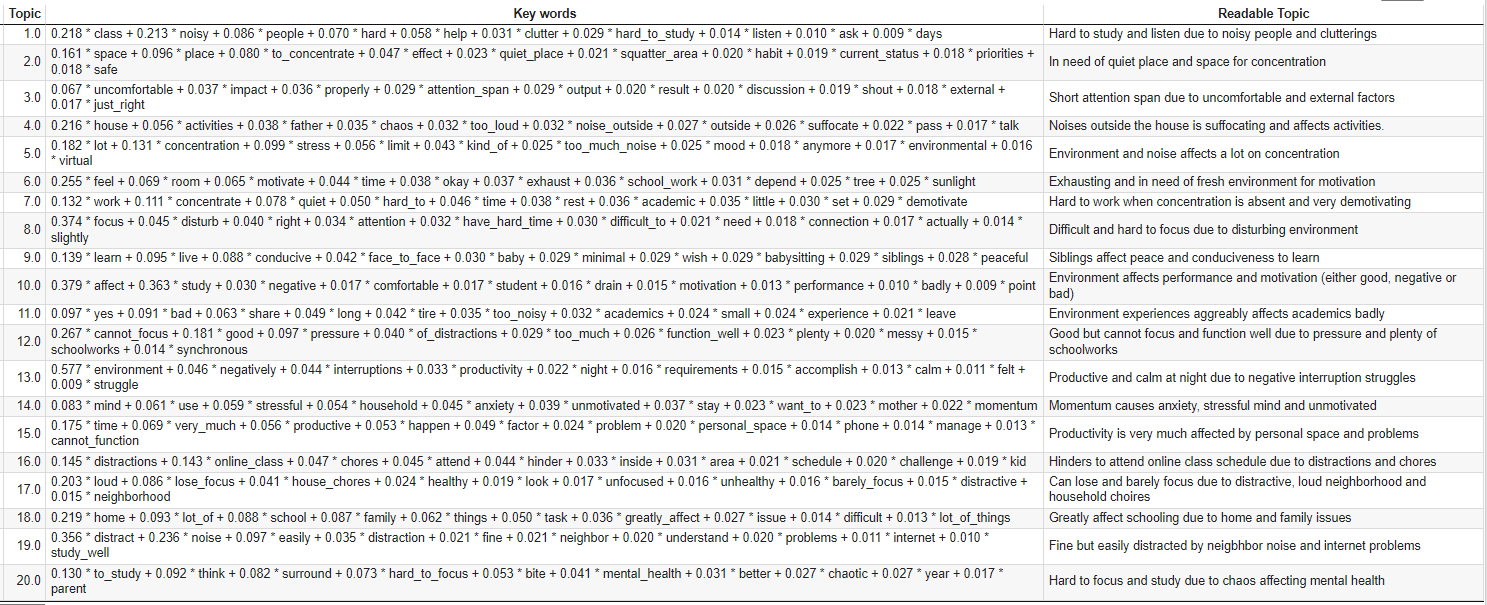 Topic Key words Readable Topic
1.0 0.218 * class + 0.213 * noisy + 0.086 * people + 0.070 * hard + 0.058 * help + 0.031 * clutter + 0.029 * hard_to_study + 0.014 * listen + 0.010 * ask + 0.009 * days Hard to study and listen due to noisy people and clutterings
2.0 0.161 * space + 0.096 * place + 0.080 * to_concentrate + 0.047 * effect + 0.023 * quiet_place + 0.021 * squatter_area + 0.020 * habit + 0.019 * current_status + 0.018 * priorities +
0.018 * safe
In need of quiet place and space for concentration
3.0 0.067 * uncomfortable + 0.037 * impact + 0.036 * properly + 0.029 * attention_span + 0.029 * output + 0.020 * result + 0.020 * discussion + 0.019 * shout + 0.018 * external +
0.017 * just_right
Short attention span due to uncomfortable and external factors
4.0 0.216 * house + 0.056 * activities + 0.038 * father + 0.035 * chaos + 0.032 * too_loud + 0.032 * noise_outside + 0.027 * outside + 0.026 * suffocate + 0.022 * pass + 0.017 * talk Noises outside the house is suffocating and affects activities.
5.0 0.182 * lot + 0.131 * concentration + 0.099 * stress + 0.056 * limit + 0.043 * kind_of + 0.025 * too_much_noise + 0.025 * mood + 0.018 * anymore + 0.017 * environmental + 0.016
* virtual
Environment and noise affects a lot on concentration
6.0 0.255 * feel + 0.069 * room + 0.065 * motivate + 0.044 * time + 0.038 * okay + 0.037 * exhaust + 0.036 * school_work + 0.031 * depend + 0.025 * tree + 0.025 * sunlight Exhausting and in need of fresh environment for motivation
7.0 0.132 * work + 0.111 * concentrate + 0.078 * quiet + 0.050 * hard_to + 0.046 * time + 0.038 * rest + 0.036 * academic + 0.035 * little + 0.030 * set + 0.029 * demotivate Hard to work when concentration is absent and very demotivating
8.0 0.374 * focus + 0.045 * disturb + 0.040 * right + 0.034 * attention + 0.032 * have_hard_time + 0.030 * difficult_to + 0.021 * need + 0.018 * connection + 0.017 * actually + 0.014 *
slightly
Difficult and hard to focus due to disturbing environment
9.0 0.139 * learn + 0.095 * live + 0.088 * conducive + 0.042 * face_to_face + 0.030 * baby + 0.029 * minimal + 0.029 * wish + 0.029 * babysitting + 0.029 * siblings + 0.028 * peaceful Siblings affect peace and conduciveness to learn
10.0 0.379 * affect + 0.363 * study + 0.030 * negative + 0.017 * comfortable + 0.017 * student + 0.016 * drain + 0.015 * motivation + 0.013 * performance + 0.010 * badly + 0.009 * point
Environment affects performance and motivation (either good, negative or
bad)
11.0 0.097 * yes + 0.091 * bad + 0.063 * share + 0.049 * long + 0.042 * tire + 0.035 * too_noisy + 0.032 * academics + 0.024 * small + 0.024 * experience + 0.021 * leave Environment experiences aggreably affects academics badly
12.0 0.267 * cannot_focus + 0.181 * good + 0.097 * pressure + 0.040 * of_distractions + 0.029 * too_much + 0.026 * function_well + 0.023 * plenty + 0.020 * messy + 0.015 *
schoolworks + 0.014 * synchronous
Good but cannot focus and function well due to pressure and plenty of
schoolworks
13.0 0.577 * environment + 0.046 * negatively + 0.044 * interruptions + 0.033 * productivity + 0.022 * night + 0.016 * requirements + 0.015 * accomplish + 0.013 * calm + 0.011 * felt +
0.009 * struggle
Productive and calm at night due to negative interruption struggles
14.0 0.083 * mind + 0.061 * use + 0.059 * stressful + 0.054 * household + 0.045 * anxiety + 0.039 * unmotivated + 0.037 * stay + 0.023 * want_to + 0.023 * mother + 0.022 * momentum Momentum causes anxiety, stressful mind and unmotivated
15.0 0.175 * time + 0.069 * very_much + 0.056 * productive + 0.053 * happen + 0.049 * factor + 0.024 * problem + 0.020 * personal_space + 0.014 * phone + 0.014 * manage + 0.013 *
cannot_function
Productivity is very much affected by personal space and problems
16.0 0.145 * distractions + 0.143 * online_class + 0.047 * chores + 0.045 * attend + 0.044 * hinder + 0.033 * inside + 0.031 * area + 0.021 * schedule + 0.020 * challenge + 0.019 * kid Hinders to attend online class schedule due to distractions and chores
17.0 0.203 * loud + 0.086 * lose_focus + 0.041 * house_chores + 0.024 * healthy + 0.019 * look + 0.017 * unfocused + 0.016 * unhealthy + 0.016 * barely_focus + 0.015 * distractive +
0.015 * neighborhood
Can lose and barely focus due to distractive, loud neighborhood and
household choires
18.0 0.219 * home + 0.093 * lot_of + 0.088 * school + 0.087 * family + 0.062 * things + 0.050 * task + 0.036 * greatly_affect + 0.027 * issue + 0.014 * difficult + 0.013 * lot_of_things Greatly affect schooling due to home and family issues
19.0 0.356 * distract + 0.236 * noise + 0.097 * easily + 0.035 * distraction + 0.021 * fine + 0.021 * neighbor + 0.020 * understand + 0.020 * problems + 0.011 * internet + 0.010 *
study_well
Fine but easily distracted by neigbhbor noise and internet problems
20.0 0.130 * to_study + 0.092 * think + 0.082 * surround + 0.073 * hard_to_focus + 0.053 * bite + 0.041 * mental_health + 0.031 * better + 0.027 * chaotic + 0.027 * year + 0.017 *
parent
Hard to focus and study due to chaos affecting mental health